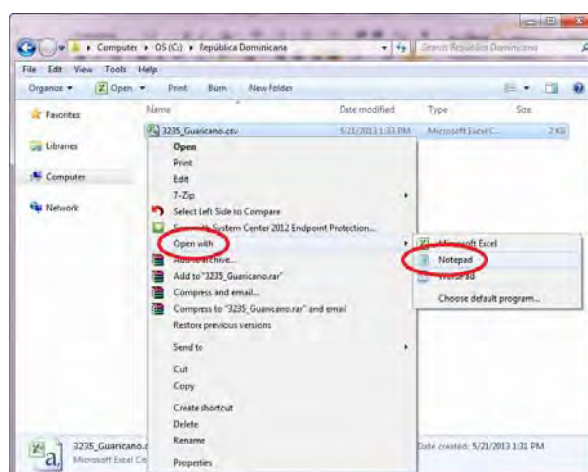 Computer ▸ OS (C:) ▸ República Dominicana
Search República Dominicana
File Edit View Tools Help
Organize Open Print Burn New folder
Name Date modified Type Size
Favorites
3235_Guaricano.csv 5/21/2013 1:33 PM Microsoft Excel C... 2 KB
Libraries
Open
Print
Computer
Edit
7-Zip
Network
Select Left Side to Compare
System Center 2012 Endpoint Protection...
Open with
Microsoft Excel
Add to archive...
Notepad
Add to "3235_Guaricano.rar"
WordPad
Compress and email...
Choose default program...
Compress to "3235_Guaricano.rar" and email
Restore previous versions
Send to
Cut
Copy
Create shortcut
Delete
Rename
Properties
3235_Guaricano.c
Date created: 5/21/2013 1:31 PM
Microsoft Excel Co